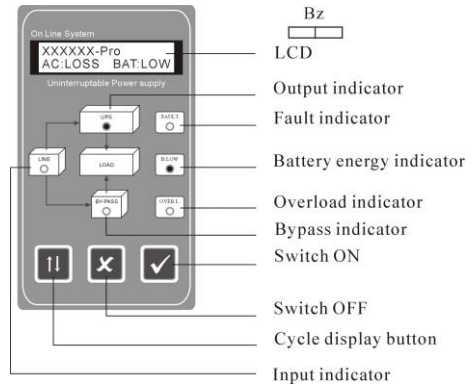 Bz
On Line System
XXXXXX-Pro
AC:LOSS BAT:LOW
LCD
Uninterruptable Power supply
UPS
Output indicator
FAULT
Fault indicator
LINE
LOAD
B.LOW
Battery energy indicator
BY-PASS
OVER L
Overload indicator
Bypass indicator
Switch ON
Switch OFF
Cycle display button
Input indicator